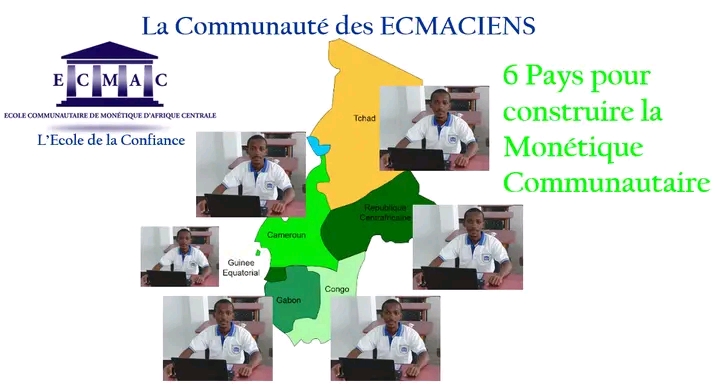 La Communauté des ECMACIENS
E C M A C
ECOLE COMMUNAUTAIRE DE MONÉTIQUE D'AFRIQUE CENTRALE
L'Ecole de la Confiance
6 Pays pour
construire la
Monétique
Communautaire
Tchad
Republique
Centrafricaine
Cameroun
Guinee
Equatorial
Gabon
Congo